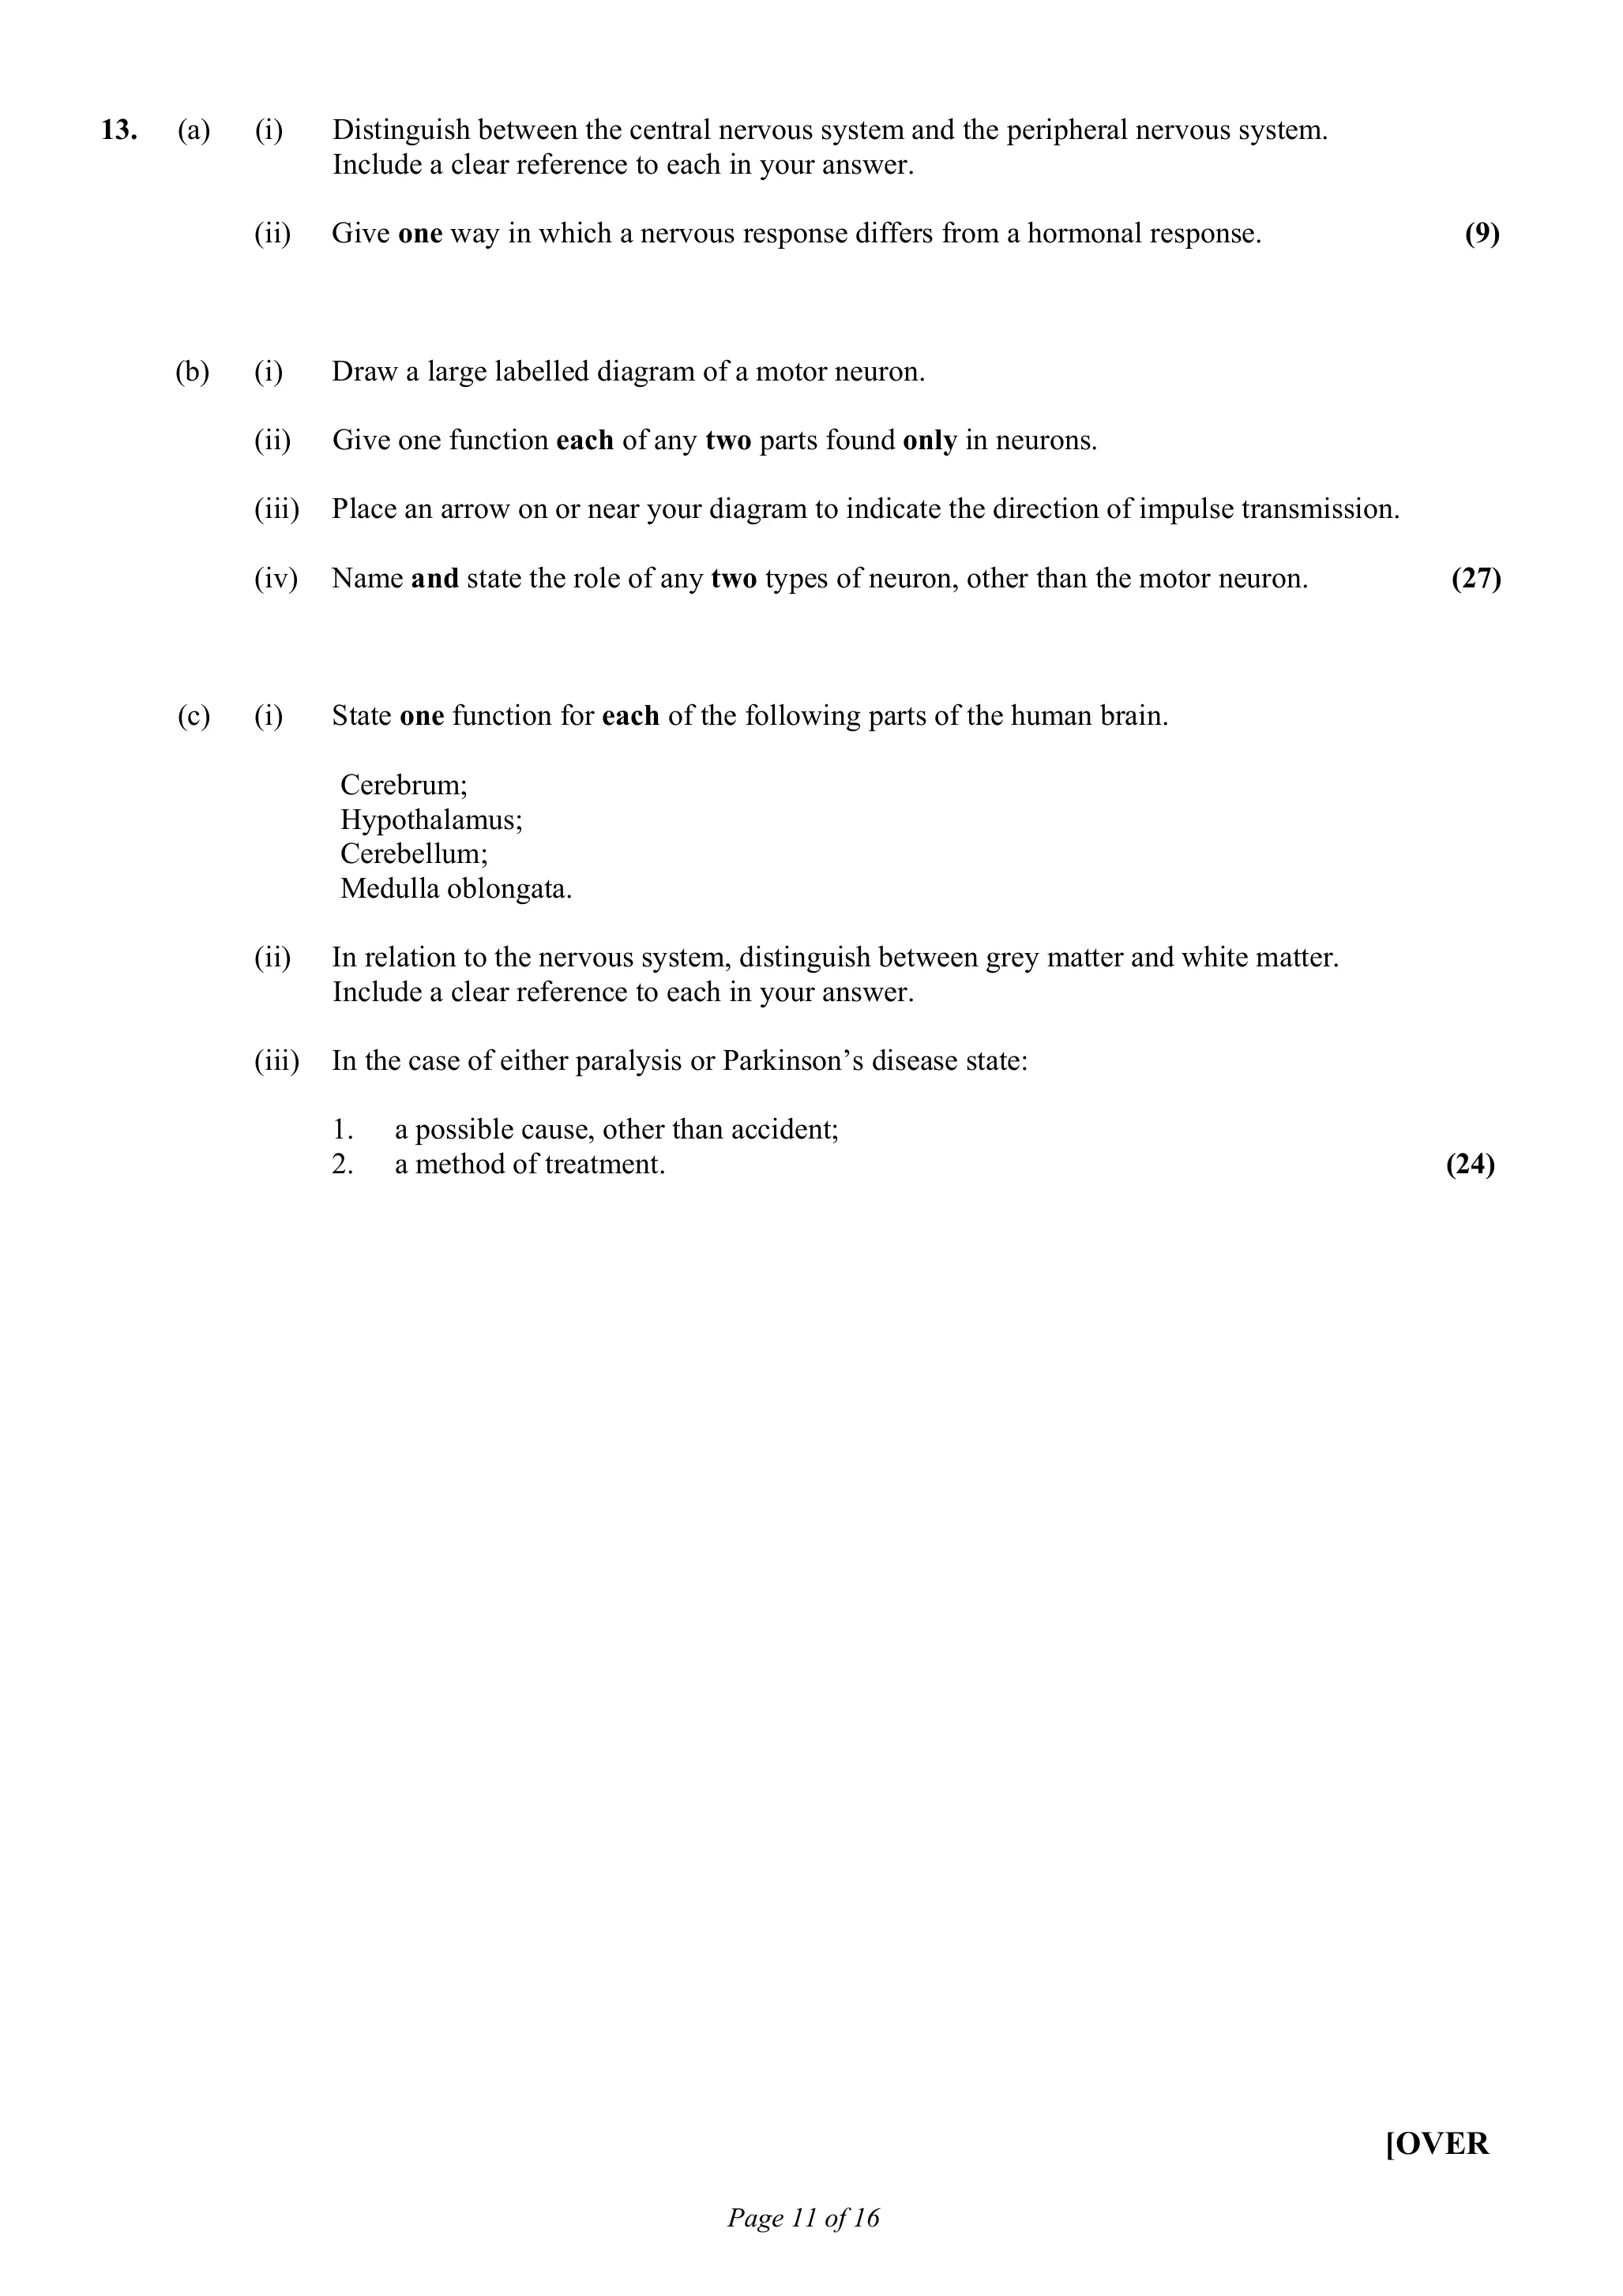 13. (a) (i) Distinguish between the central nervous system and the peripheral nervous system.
Include a clear reference to each in your answer.
(ii) Give one way in which a nervous response differs from a hormonal response. (9)
(b) (i) Draw a large labelled diagram of a motor neuron.
(ii) Give one function each of any two parts found only in neurons.
(iii) Place an arrow on or near your diagram to indicate the direction of impulse transmission.
(iv) Name and state the role of any two types of neuron, other than the motor neuron. (27)
(c) (i) State one function for each of the following parts of the human brain.
Cerebrum;
Hypothalamus;
Cerebellum;
Medulla oblongata.
(ii) In relation to the nervous system, distinguish between grey matter and white matter.
Include a clear reference to each in your answer.
(iii) In the case of either paralysis or Parkinson’s disease state:
1. a possible cause, other than accident;
2. a method of treatment. (24)
[OVER
Page 11 of 16